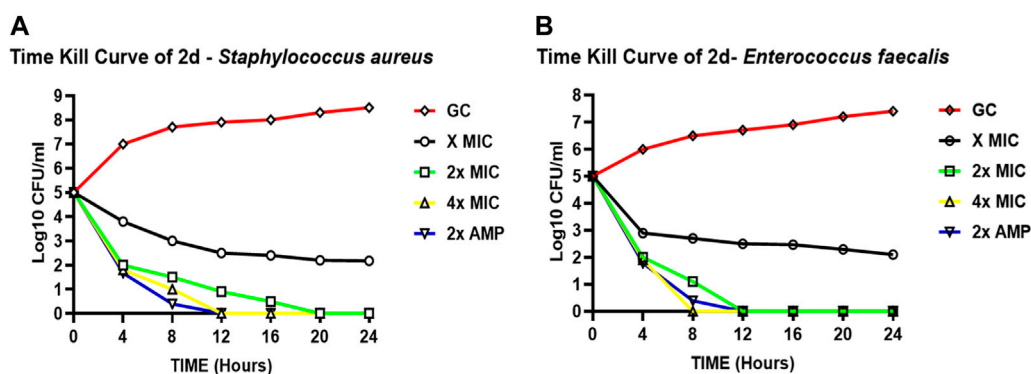 A
Time Kill Curve of 2d - Staphylococcus aureus
Log10 CFU/ml
9
8
7
6
5
4
3
2
1
0
0 4 8 12 16 20 24
TIME (Hours)
GC
X MIC
2x MIC
4x MIC
2x AMP
B
Time Kill Curve of 2d- Enterococcus faecalis
Log10 CFU/ml
8
7
6
5
4
3
2
1
0
0 4 8 12 16 20 24
TIME (Hours)
GC
X MIC
2x MIC
4x MIC
2x AMP